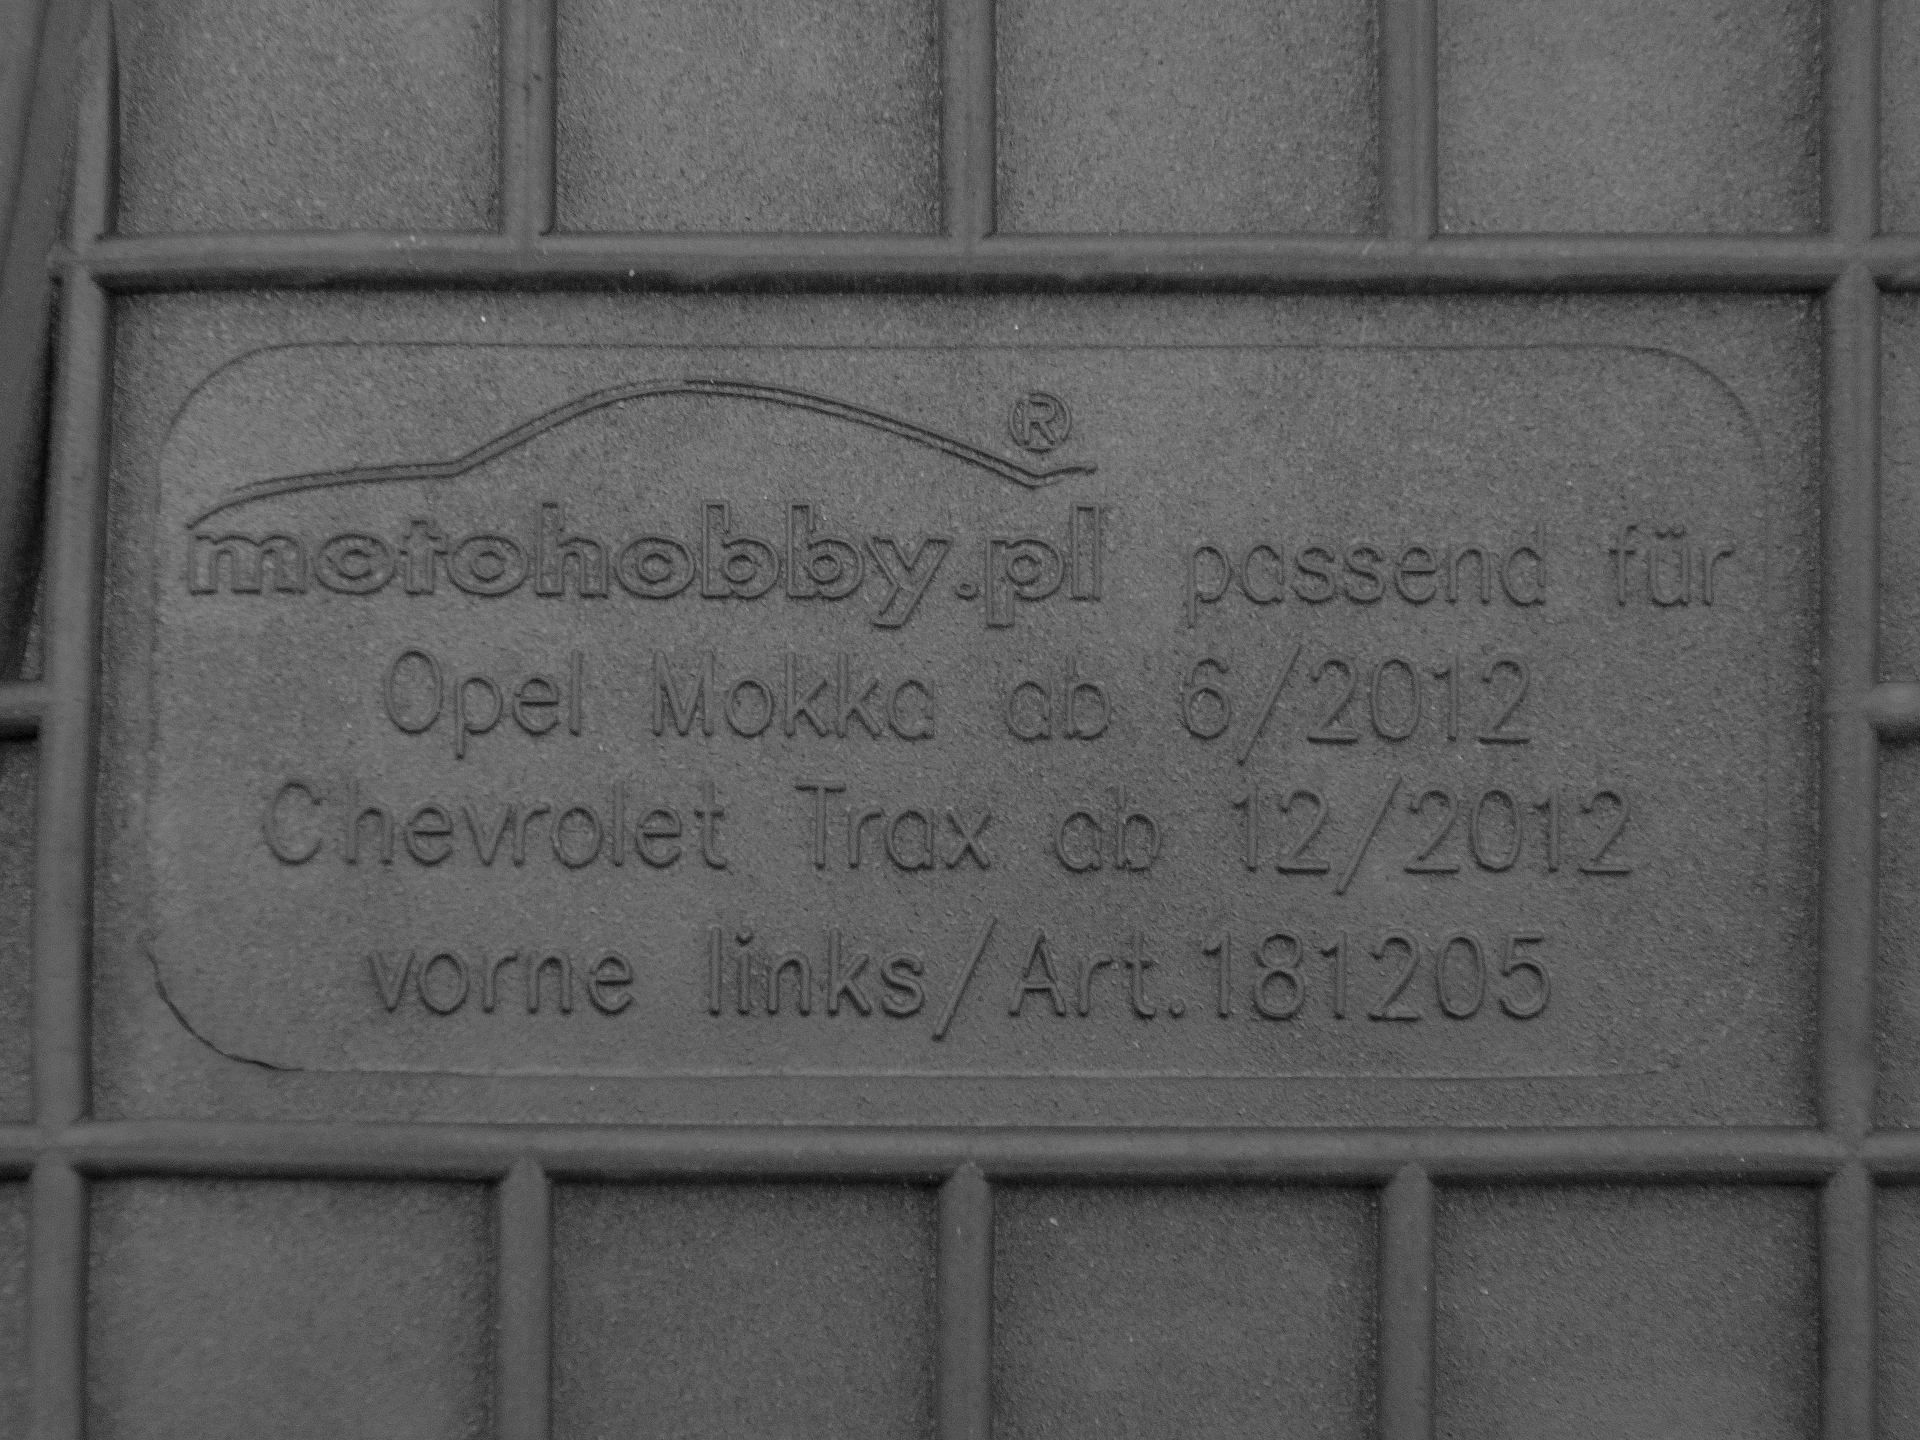 motohobby.pl® passend für
Opel Mokka ab 6/2012
Chevrolet Trax ab 12/2012
vorne links/Art.181205